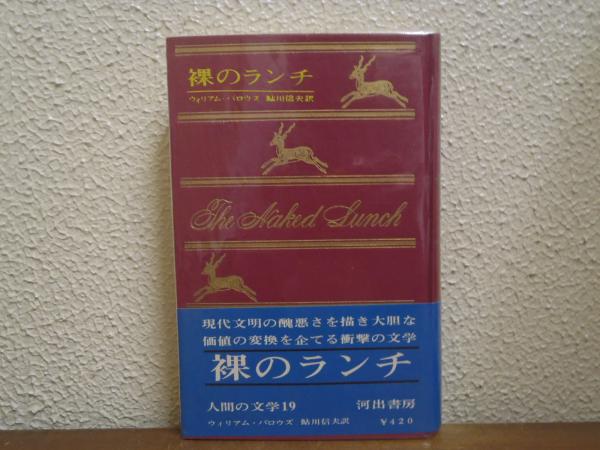 裸のランチ
ウィリアム・バロウズ 鮎川信夫訳
The Naked Lunch
現代文明の醜悪さを描き大胆な
価値の変換を企てる衝撃の文学
裸のランチ
人間の文学19 河出書房
ウィリアム・バロウズ 鮎川信夫訳 ¥420